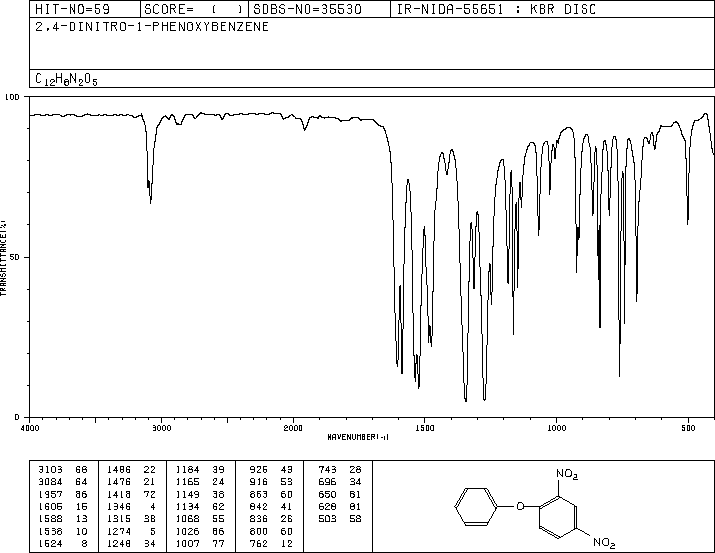 HIT-NO=59 SCORE= ( ) SDBS-NO=35530 IR-NIDA-55651 : KBR DISC
2,4-DINITRO-1-PHENOXYBENZENE
C12H8N2O5
100
50
0
TRANSMITTANCE(%)
4000 3000 2000 1500 1000 500
WAVENUMBER(-1)
3103 68 1486 22 1184 39 925 43 743 28
3084 64 1476 21 1165 24 916 53 696 34
1957 86 1418 72 1149 38 863 60 650 81
1605 15 1346 4 1134 62 842 41 628 81
1588 13 1315 38 1068 55 836 26 503 58
1536 10 1274 5 1026 66 800 60
1524 8 1248 34 1007 77 762 12
NO2
O
NO2